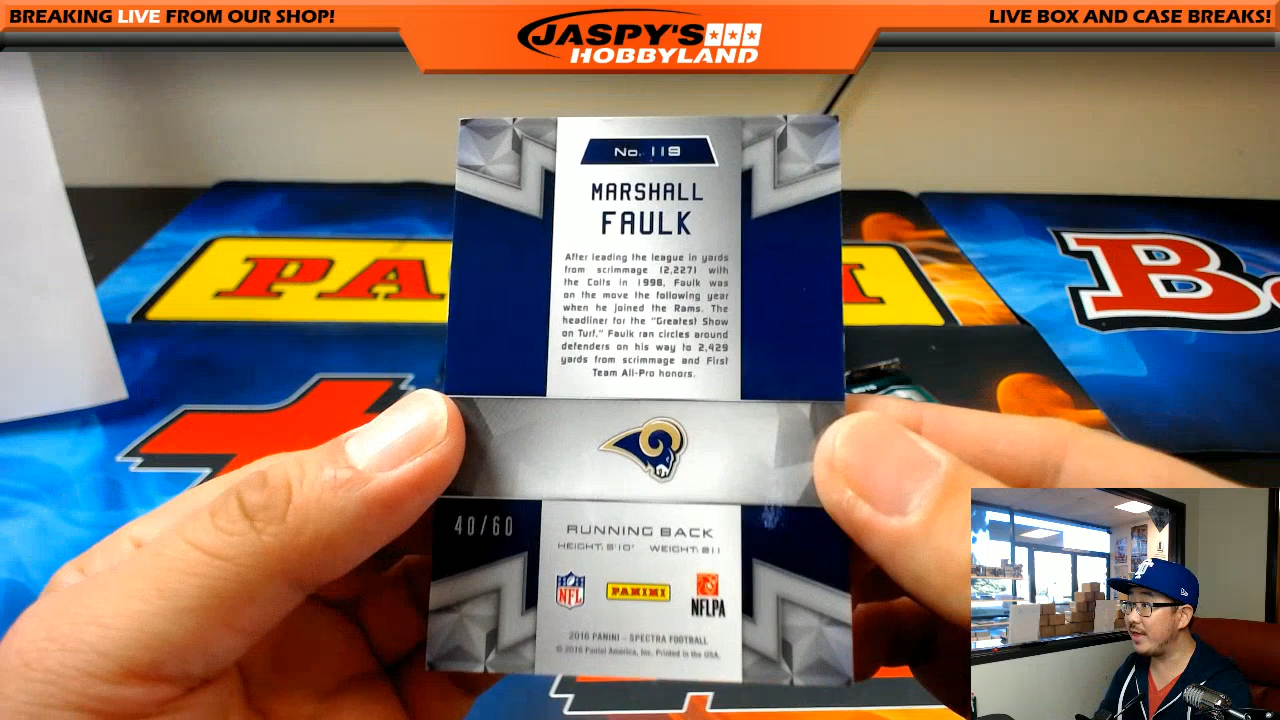 BREAKING LIVE FROM OUR SHOP!
JASPY'S
HOBBYLAND
LIVE BOX AND CASE BREAKS!
No. 119
MARSHALL
FAULK
After leading the league in yards
from scrimmage (2,227) with
the Colts in 1998, Faulk was
on the move the following year
when he joined the Rams. The
headliner for the "Greatest Show
on Turf," Faulk ran circles around
defenders on his way to 2,429
yards from scrimmage and First
Team All-Pro honors.
PA
I
B
40/60
RUNNING BACK
HEIGHT: 5'10" WEIGHT: 211
NFL
PANINI
NFLPA
2016 PANINI – SPECTRA FOOTBALL
© 2016 Panini America, Inc. Printed in the USA.